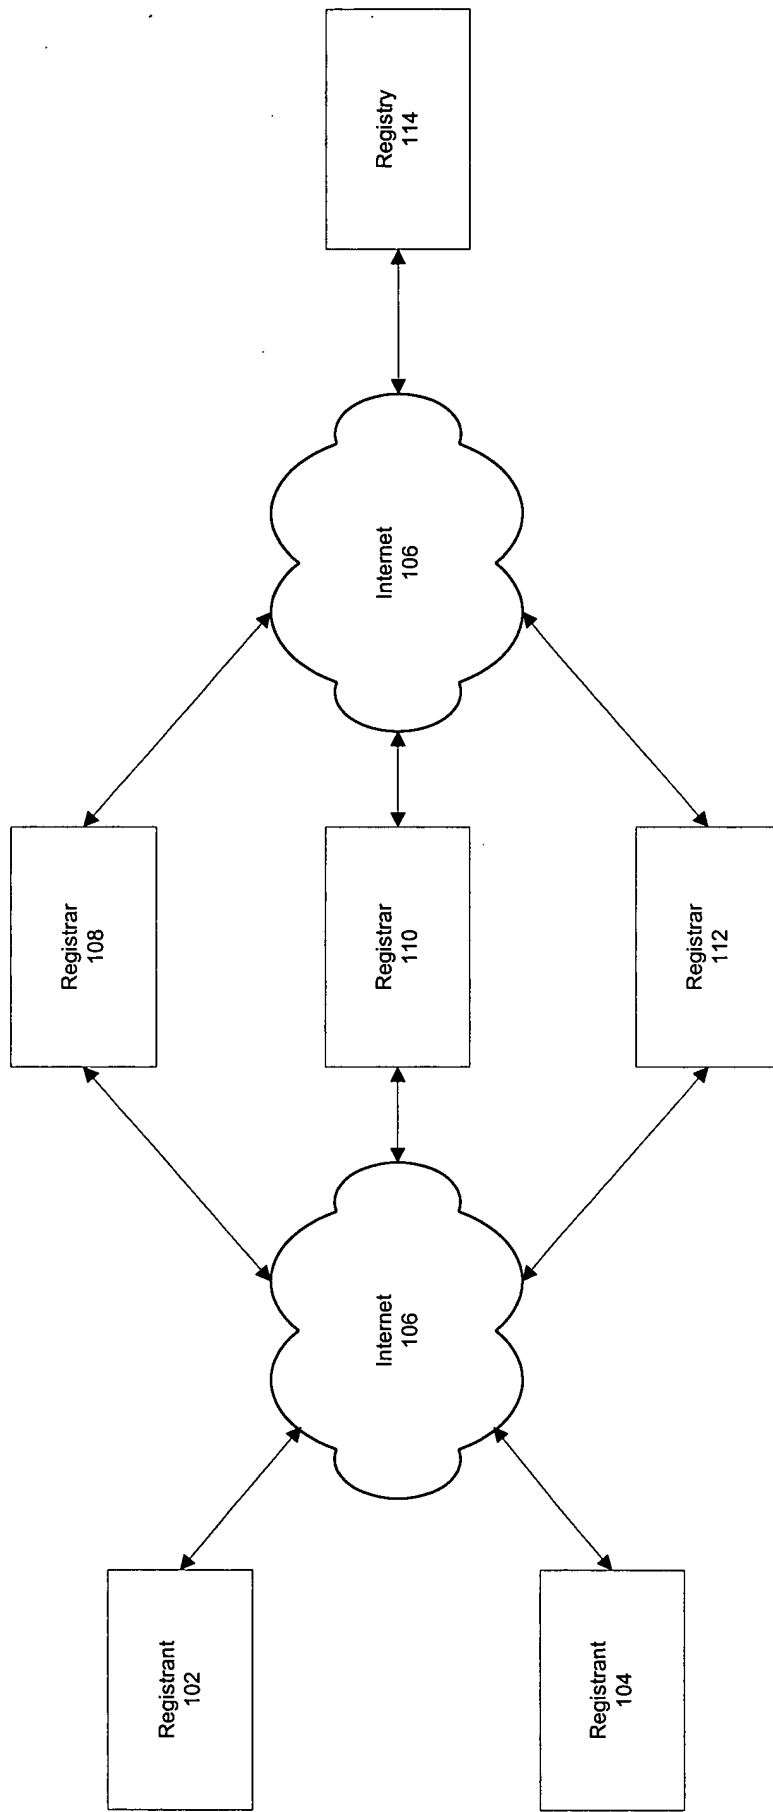 Registrant
102
Registrant
104
Internet
106
Registrar
108
Registrar
110
Registrar
112
Internet
106
Registry
114